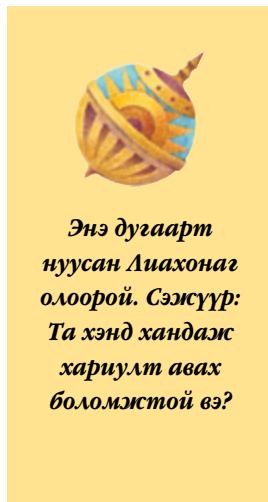 Энэ дугаарт
нуусан Лиахонаг
олоорой. Сэжүүр:
Та хэнд хандаж
хариулт авах
боломжтой вэ?